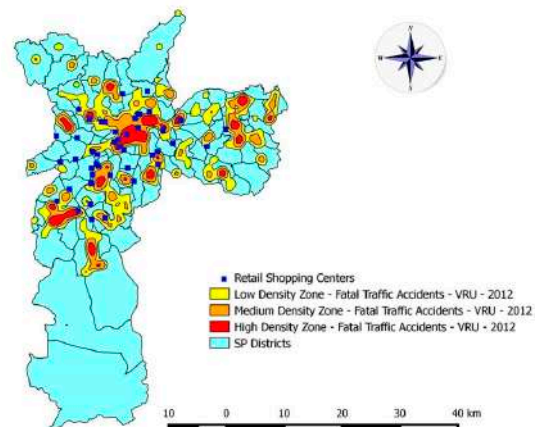 N
E
S
Retail Shopping Centers
Low Density Zone - Fatal Traffic Accidents - VRU - 2012
Medium Density Zone - Fatal Traffic Accidents - VRU - 2012
High Density Zone - Fatal Traffic Accidents - VRU - 2012
SP Districts
10 0 10 20 30 40 km